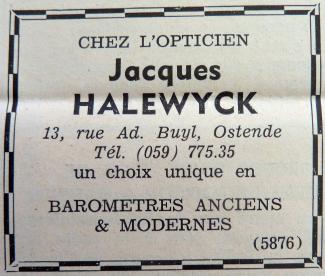 CHEZ L'OPTICIEN
Jacques
HALEWYCK
13, rue Ad. Buyl, Ostende
Tél. (059) 775.35
un choix unique en
BAROMETRES ANCIENS
& MODERNES
(5876)